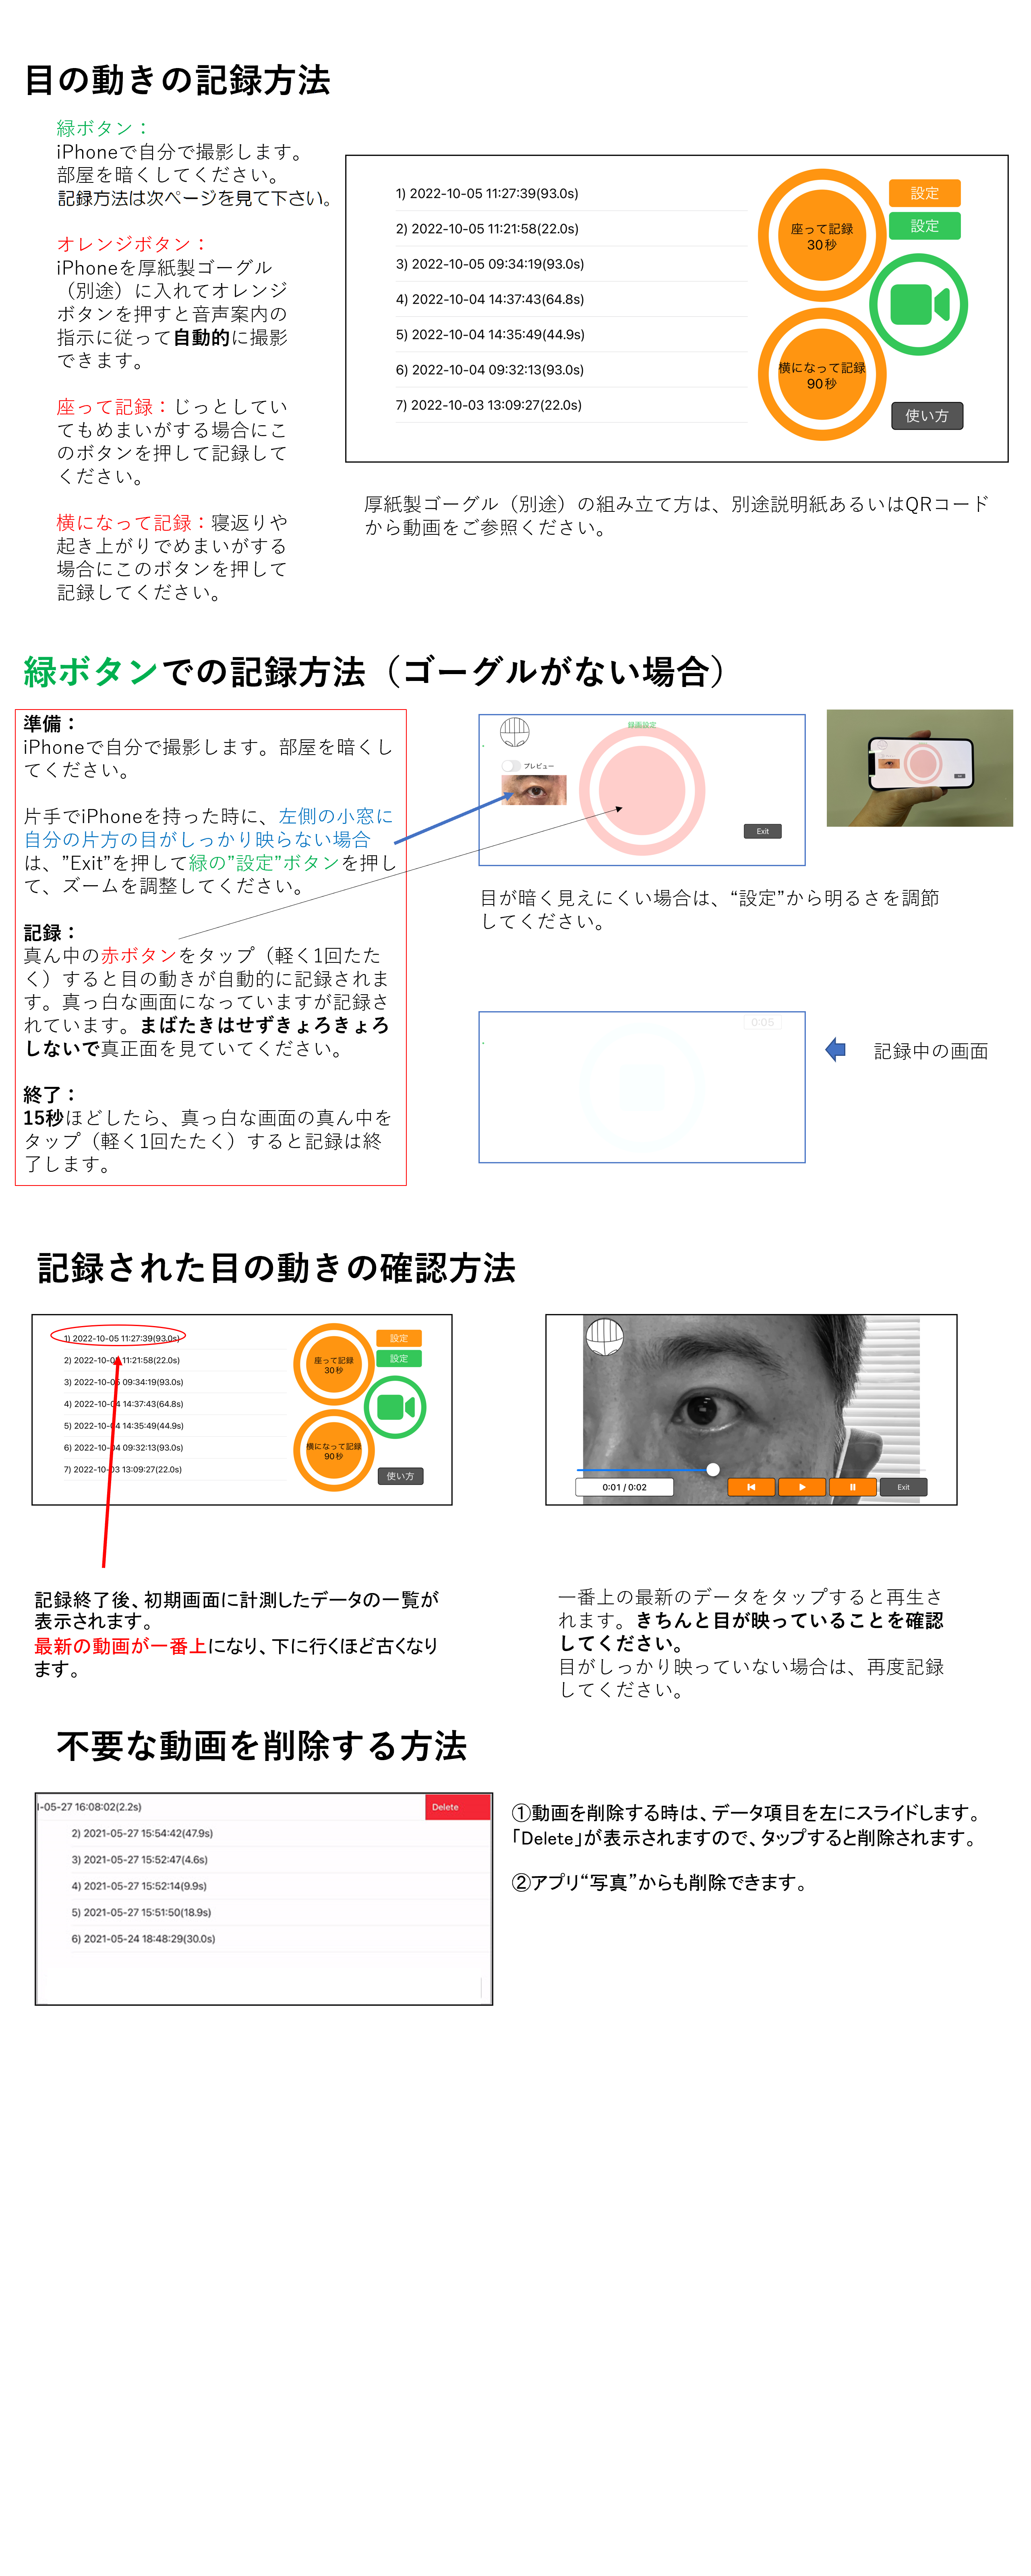 目の動きの記録方法
緑ボタン：
iPhoneで自分で撮影します。
部屋を暗くしてください。
記録方法は次ページを見て下さい。
オレンジボタン：
iPhoneを厚紙製ゴーグル
（別途）に入れてオレンジ
ボタンを押すと音声案内の
指示に従って自動的に撮影
できます。
座って記録：じっとしてい
てもめまいがする場合にこ
のボタンを押して記録して
ください。
横になって記録：寝返りや
起き上がりでめまいがする
場合にこのボタンを押して
記録してください。
1) 2022-10-05 11:27:39(93.0s)
2) 2022-10-05 11:21:58(22.0s)
3) 2022-10-05 09:34:19(93.0s)
4) 2022-10-04 14:37:43(64.8s)
5) 2022-10-04 14:35:49(44.9s)
6) 2022-10-04 09:32:13(93.0s)
7) 2022-10-03 13:09:27(22.0s)
座って記録
30秒
横になって記録
90秒
設定
設定
使い方
厚紙製ゴーグル（別途）の組み立て方は、別途説明紙あるいはQRコード
から動画をご参照ください。
緑ボタンでの記録方法（ゴーグルがない場合）
準備：
iPhoneで自分で撮影します。部屋を暗くし
てください。
片手でiPhoneを持った時に、左側の小窓に
自分の片方の目がしっかり映らない場合
は、”Exit”を押して緑の”設定”ボタンを押し
て、ズームを調整してください。
記録：
真ん中の赤ボタンをタップ（軽く1回たた
く）すると目の動きが自動的に記録されま
す。真っ白な画面になっていますが記録さ
れています。まばたきはせずきょろきょろ
しないで真正面を見ていてください。
終了：
15秒ほどしたら、真っ白な画面の真ん中を
タップ（軽く1回たたく）すると記録は終
了します。
録画設定
プレビュー
Exit
目が暗く見えにくい場合は、“設定”から明るさを調節
してください。
0:05
記録中の画面
記録された目の動きの確認方法
1) 2022-10-05 11:27:39(93.0s)
2) 2022-10-05 11:21:58(22.0s)
3) 2022-10-05 09:34:19(93.0s)
4) 2022-10-04 14:37:43(64.8s)
5) 2022-10-04 14:35:49(44.9s)
6) 2022-10-04 09:32:13(93.0s)
7) 2022-10-03 13:09:27(22.0s)
座って記録
30秒
横になって記録
90秒
設定
設定
使い方
0:01 / 0:02
Exit
記録終了後、初期画面に計測したデータの一覧が
表示されます。
最新の動画が一番上になり、下に行くほど古くなり
ます。
一番上の最新のデータをタップすると再生さ
れます。きちんと目が映っていることを確認
してください。
目がしっかり映っていない場合は、再度記録
してください。
不要な動画を削除する方法
I-05-27 16:08:02(2.2s)
Delete
2) 2021-05-27 15:54:42(47.9s)
3) 2021-05-27 15:52:47(4.6s)
4) 2021-05-27 15:52:14(9.9s)
5) 2021-05-27 15:51:50(18.9s)
6) 2021-05-24 18:48:29(30.0s)
①動画を削除する時は、データ項目を左にスライドします。
「Delete」が表示されますので、タップすると削除されます。
②アプリ“写真”からも削除できます。